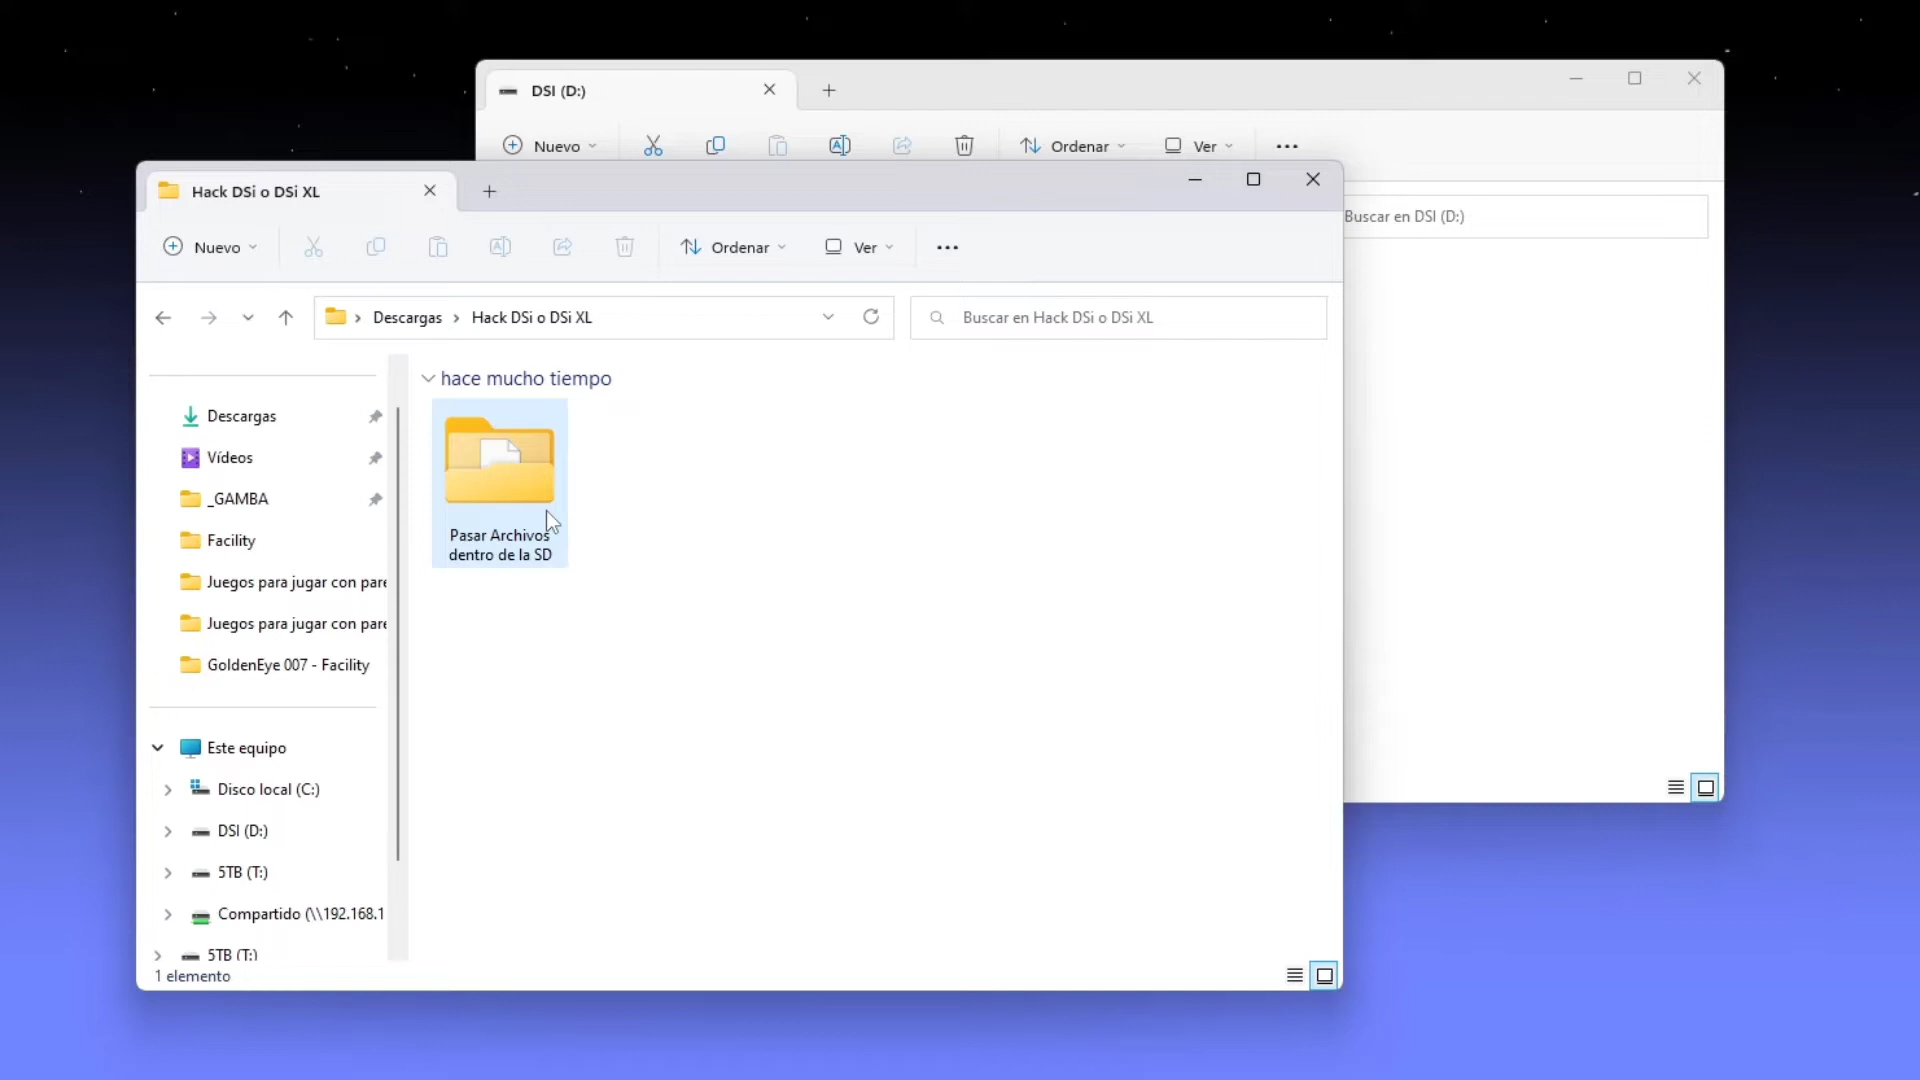 DSI (D:)
Nuevo
Ordenar
Ver
Buscar en DSI (D:)
Hack DSi o DSi XL
Nuevo
Ordenar
Ver
Descargas
Hack DSi o DSi XL
Buscar en Hack DSi o DSi XL
Descargas
Vídeos
_GAMBA
Facility
Juegos para jugar con pare
Juegos para jugar con pare
GoldenEye 007 - Facility
Este equipo
Disco local (C:)
DSI (D:)
5TB (T:)
Compartido (\\192.168.1
5TB (T:)
hace mucho tiempo
Pasar Archivos
dentro de la SD
1 elemento